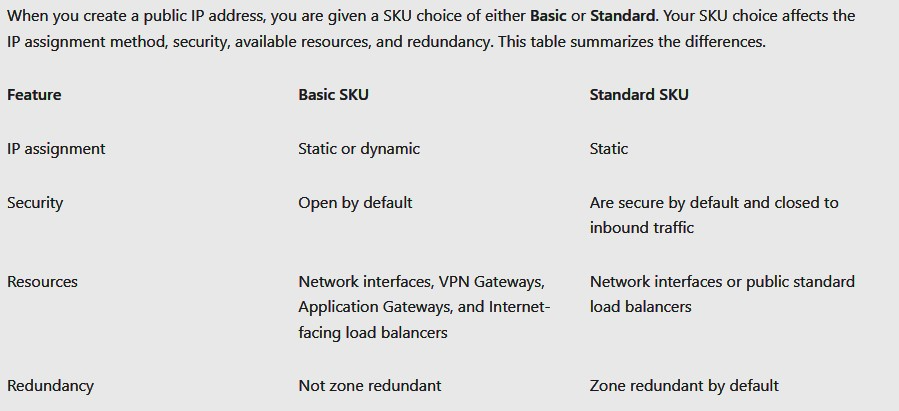 When you create a public IP address, you are given a SKU choice of either Basic or Standard. Your SKU choice affects the
IP assignment method, security, available resources, and redundancy. This table summarizes the differences.
Feature Basic SKU Standard SKU
IP assignment Static or dynamic Static
Security Open by default Are secure by default and closed to
inbound traffic
Resources Network interfaces, VPN Gateways, Network interfaces or public standard
Application Gateways, and Internet- load balancers
facing load balancers
Redundancy Not zone redundant Zone redundant by default